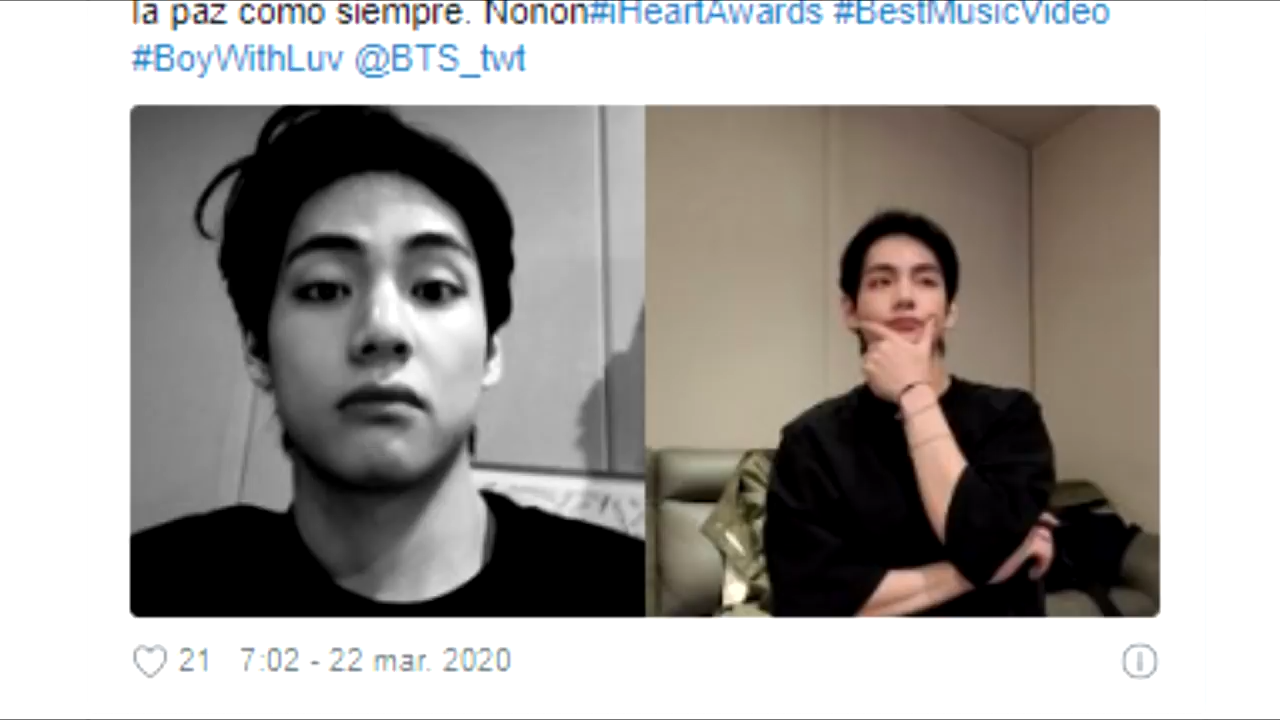 la paz como siempre. Nonon#iHeartAwards #BestMusicVideo
#BoyWithLuv @BTS_twt
21 7:02 - 22 mar. 2020